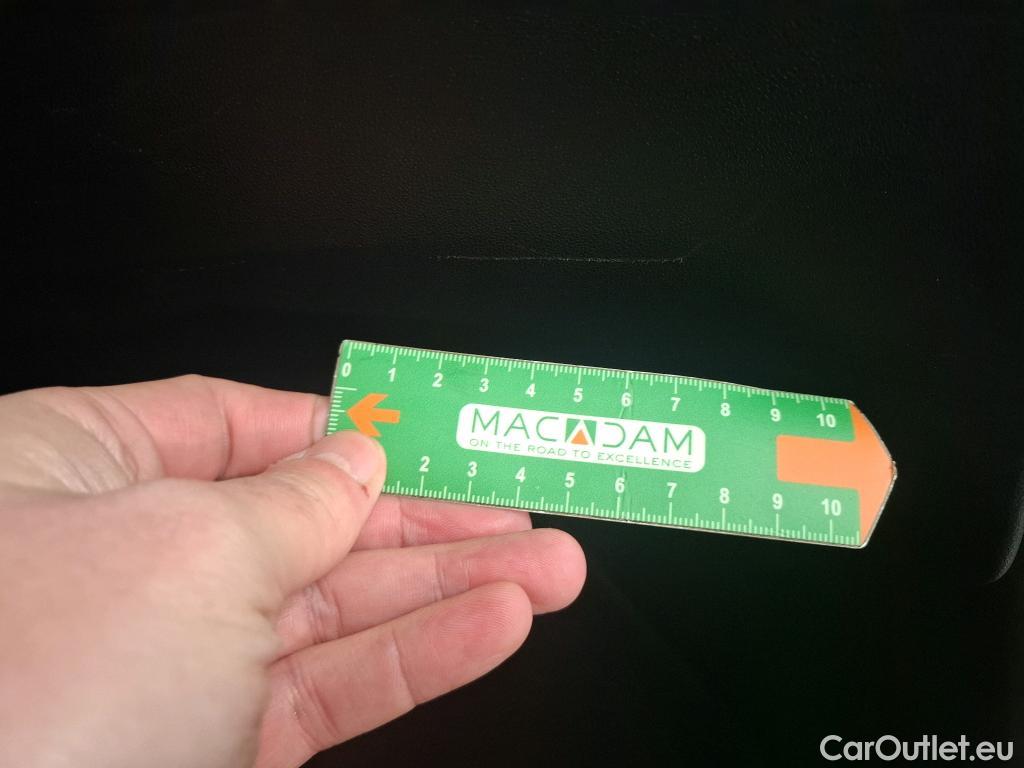 0 1 2 3 4 5 6 7 8 9 10
MACADAM
ON THE ROAD TO EXCELLENCE
2 3 4 5 6 7 8 9 10
CarOutlet.eu